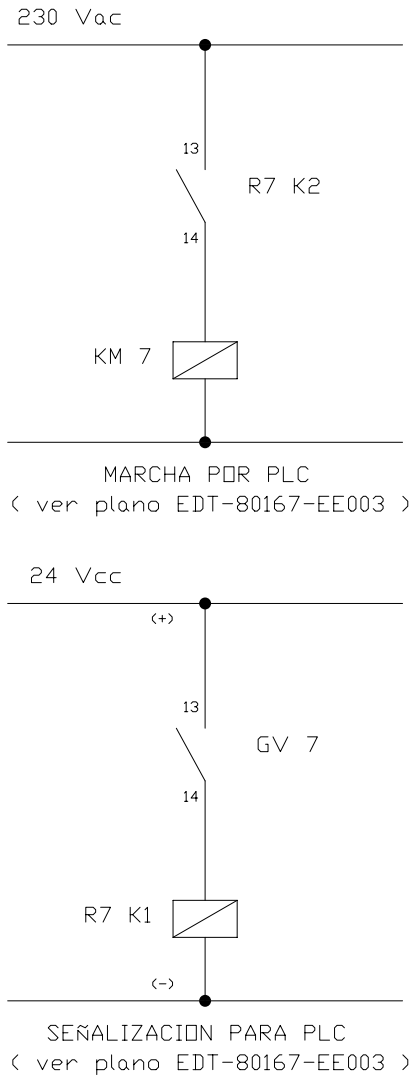 230 Vac
13
R7 K2
14
KM 7
MARCHA POR PLC
( ver plano EDT-80167-EE003 )
24 Vcc
(+)
13
GV 7
14
R7 K1
(-)
SEñALIZACION PARA PLC
( ver plano EDT-80167-EE003 )